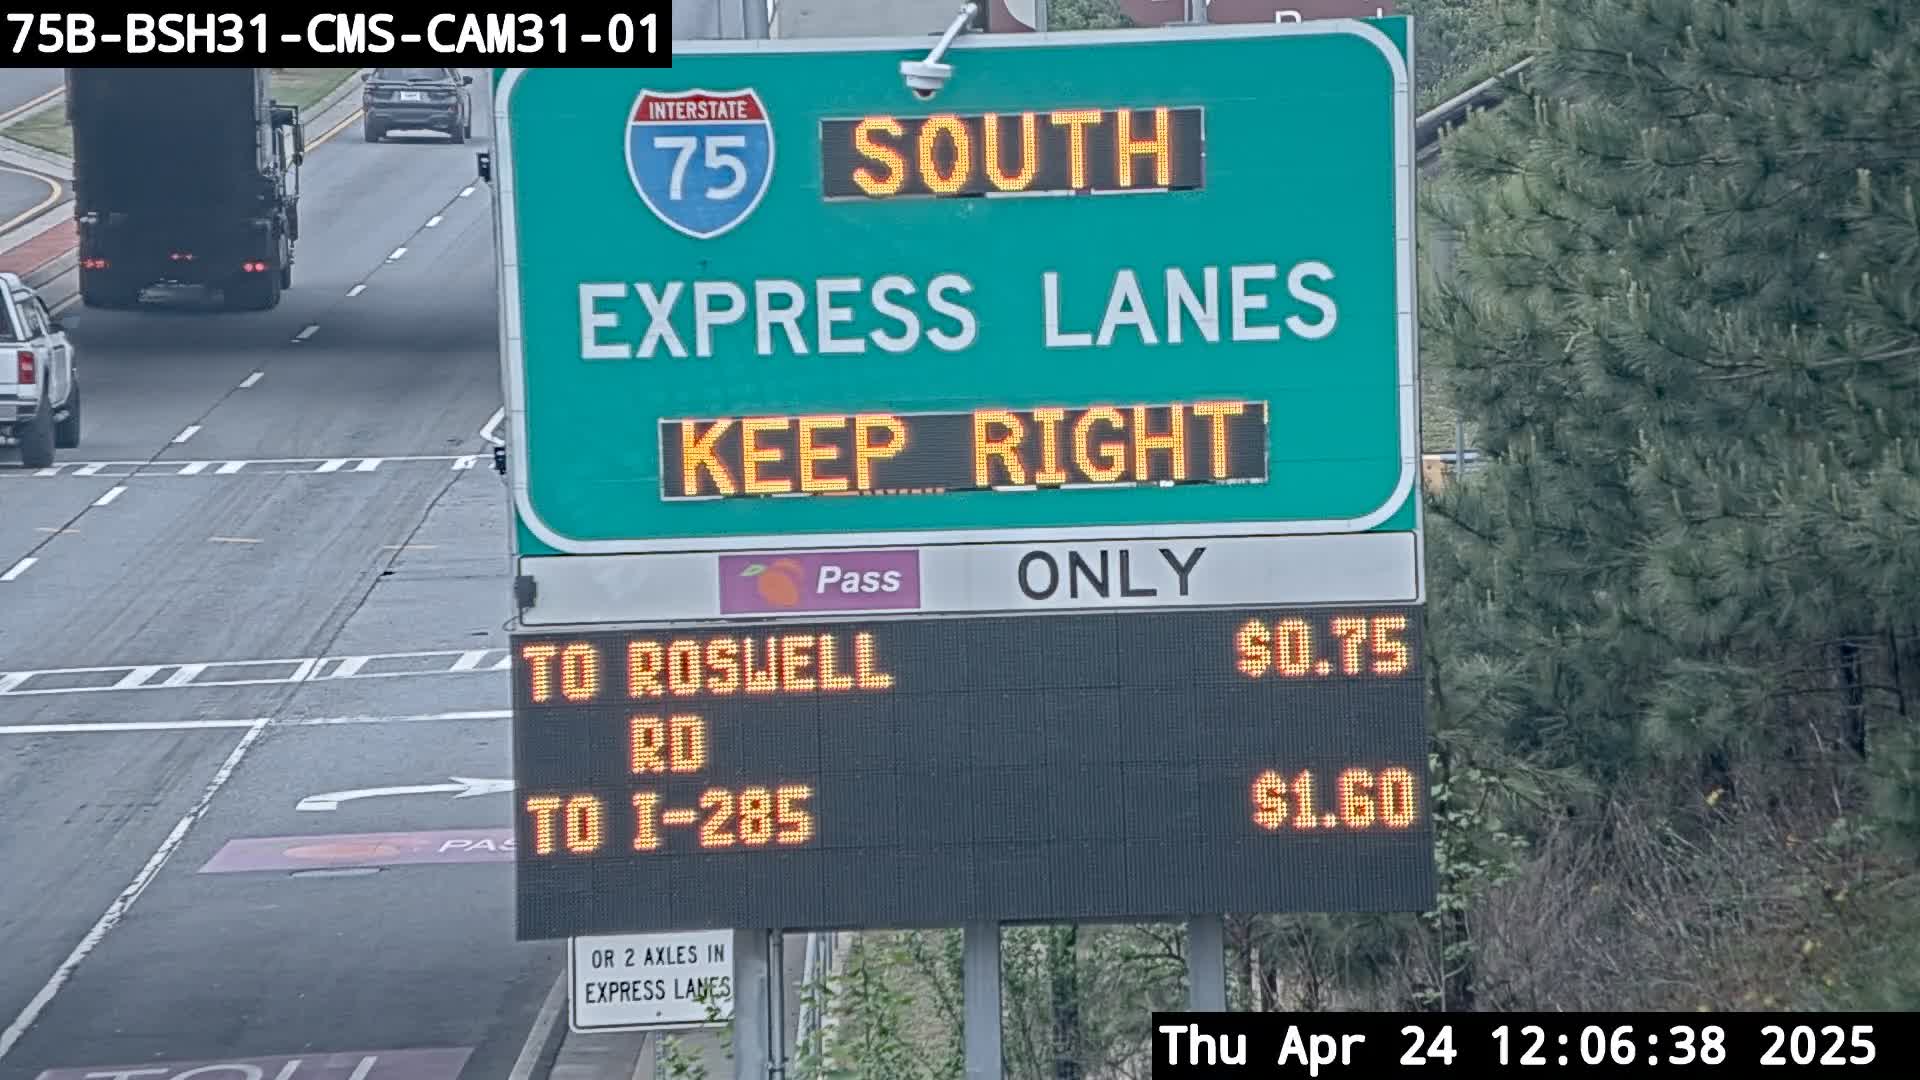 75B-BSH31-CMS-CAM31-01
INTERSTATE
75
SOUTH
EXPRESS LANES
KEEP RIGHT
Pass
ONLY
TO ROSWELL $0.75
RD
TO I-285 $1.60
OR 2 AXLES IN
EXPRESS LANES
TOLL
Thu Apr 24 12:06:38 2025